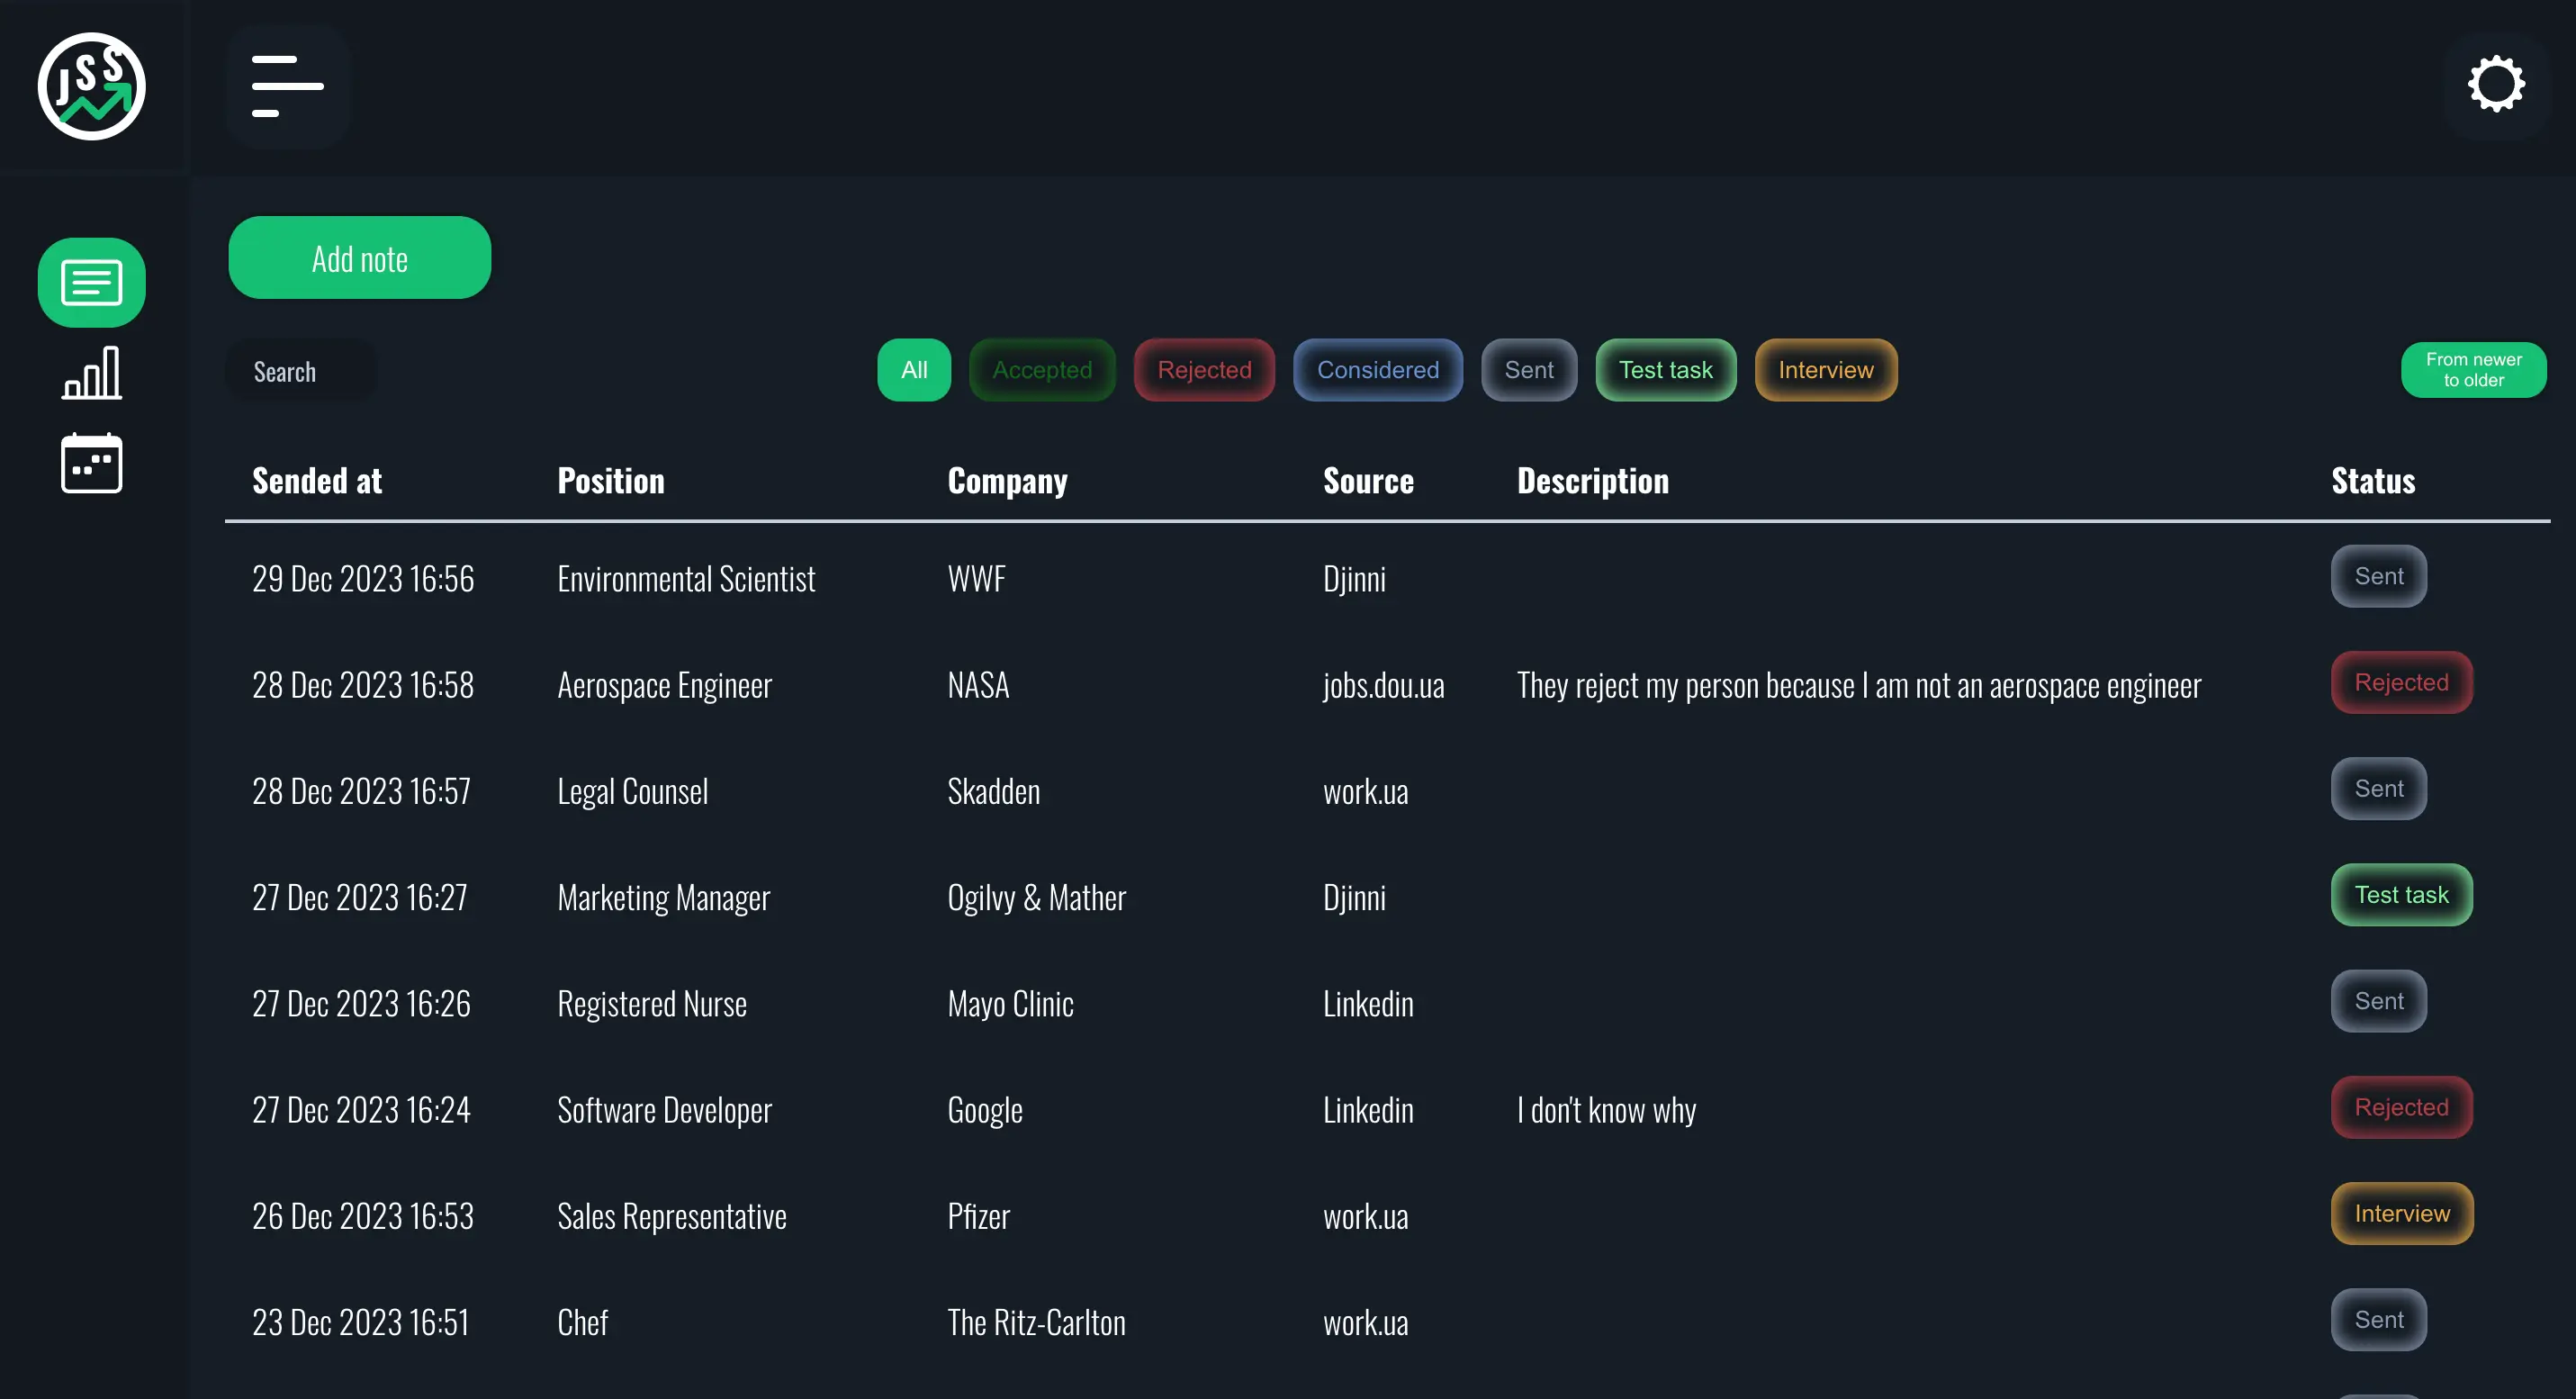 JSS
Add note
Search
All Accepted Rejected Considered Sent Test task Interview
From newer
to older
Sended at Position Company Source Description Status
29 Dec 2023 16:56 Environmental Scientist WWF Djinni Sent
28 Dec 2023 16:58 Aerospace Engineer NASA jobs.dou.ua They reject my person because I am not an aerospace engineer Rejected
28 Dec 2023 16:57 Legal Counsel Skadden work.ua Sent
27 Dec 2023 16:27 Marketing Manager Ogilvy & Mather Djinni Test task
27 Dec 2023 16:26 Registered Nurse Mayo Clinic Linkedin Sent
27 Dec 2023 16:24 Software Developer Google Linkedin I don't know why Rejected
26 Dec 2023 16:53 Sales Representative Pfizer work.ua Interview
23 Dec 2023 16:51 Chef The Ritz-Carlton work.ua Sent